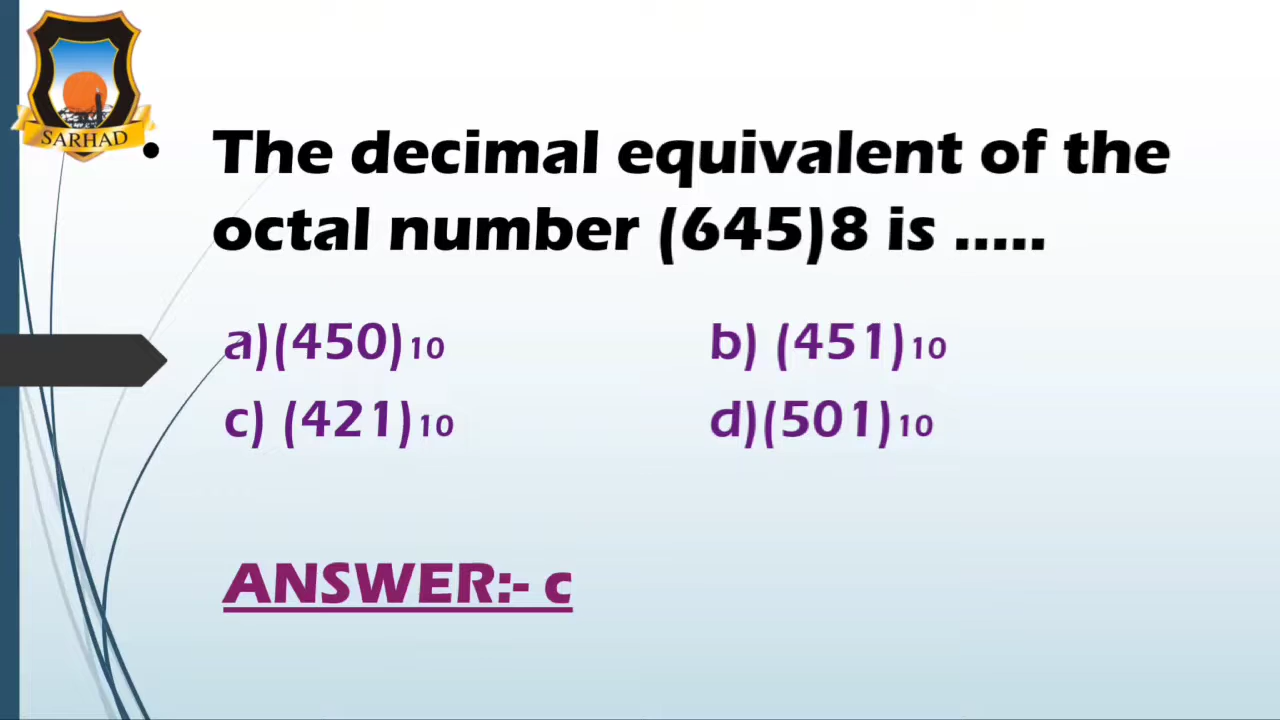 SARHAD
• The decimal equivalent of the
octal number (645)8 is .....
a)(450)10 b) (451)10
c) (421)10 d)(501)10
ANSWER:- c